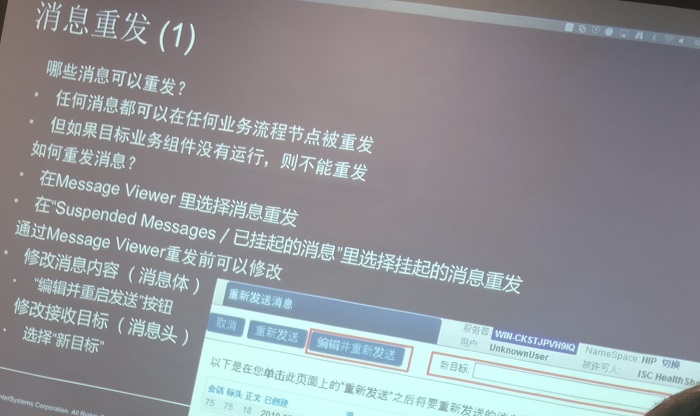 消息重发 (1)
哪些消息可以重发?
• 任何消息都可以在任何业务流程节点被重发
• 但如果目标业务组件没有运行，则不能重发
如何重发消息?
• 在Message Viewer 里选择消息重发
• 在“Suspended Messages / 已挂起的消息”里选择挂起的消息重发
通过Message Viewer重发前可以修改
• 修改消息内容（消息体）
• “编辑并重启发送”按钮
修改接收目标（消息头）
• 选择“新目标”
重新发送消息
取消 重新发送 编辑并重新发送
服务器 WIN-CKSTJPVH9IQ NameSpace: HIP 切换
用户: UnknownUser 被许可人: ISC Health Sh
新目标:
以下是在您单击此页面上的“重新发送”之后将要重新发送的消
会话 标头 正文 已创建
75 75 18
InterSystems Corporation. All Rights